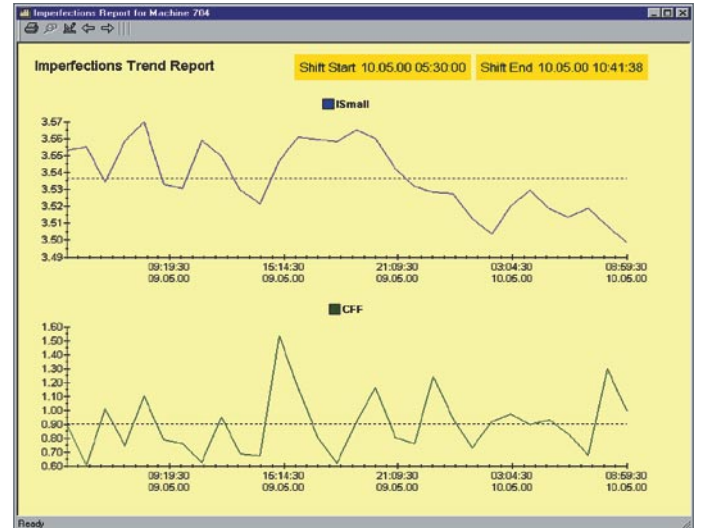 Imperfections Report for Machine 704
Imperfections Trend Report
Shift Start 10.05.00 05:30:00 Shift End 10.05.00 10:41:38
ISmall
3.57
3.56
3.55
3.54
3.53
3.52
3.51
3.50
3.49
09:19:30 15:14:30 21:09:30 03:04:30 08:59:30
09.05.00 09.05.00 09.05.00 10.05.00 10.05.00
CFF
1.60
1.50
1.40
1.30
1.20
1.10
1.00
0.90
0.80
0.70
0.60
09:19:30 15:14:30 21:09:30 03:04:30 08:59:30
09.05.00 09.05.00 09.05.00 10.05.00 10.05.00
Ready